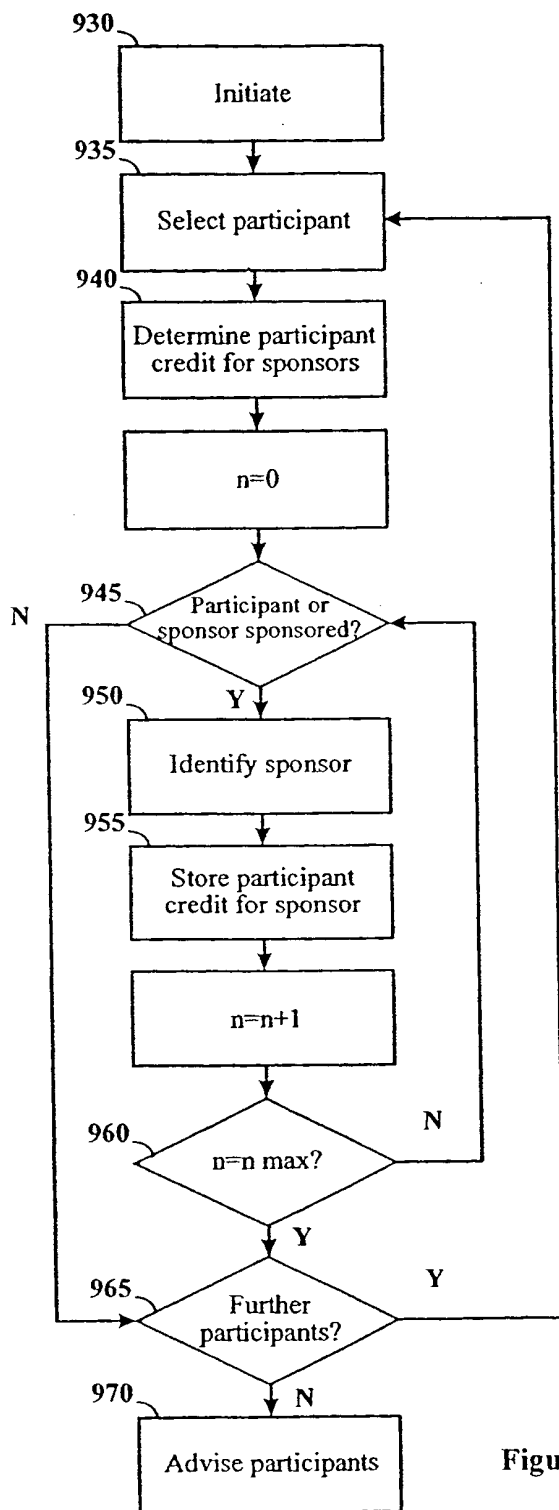 930
Initiate
935
Select participant
940
Determine participant
credit for sponsors
n=0
945
N
Participant or
sponsor sponsored?
Y
950
Identify sponsor
955
Store participant
credit for sponsor
n=n+1
960
N
n=n max?
Y
965
Y
Further
participants?
N
970
Advise participants
Figu